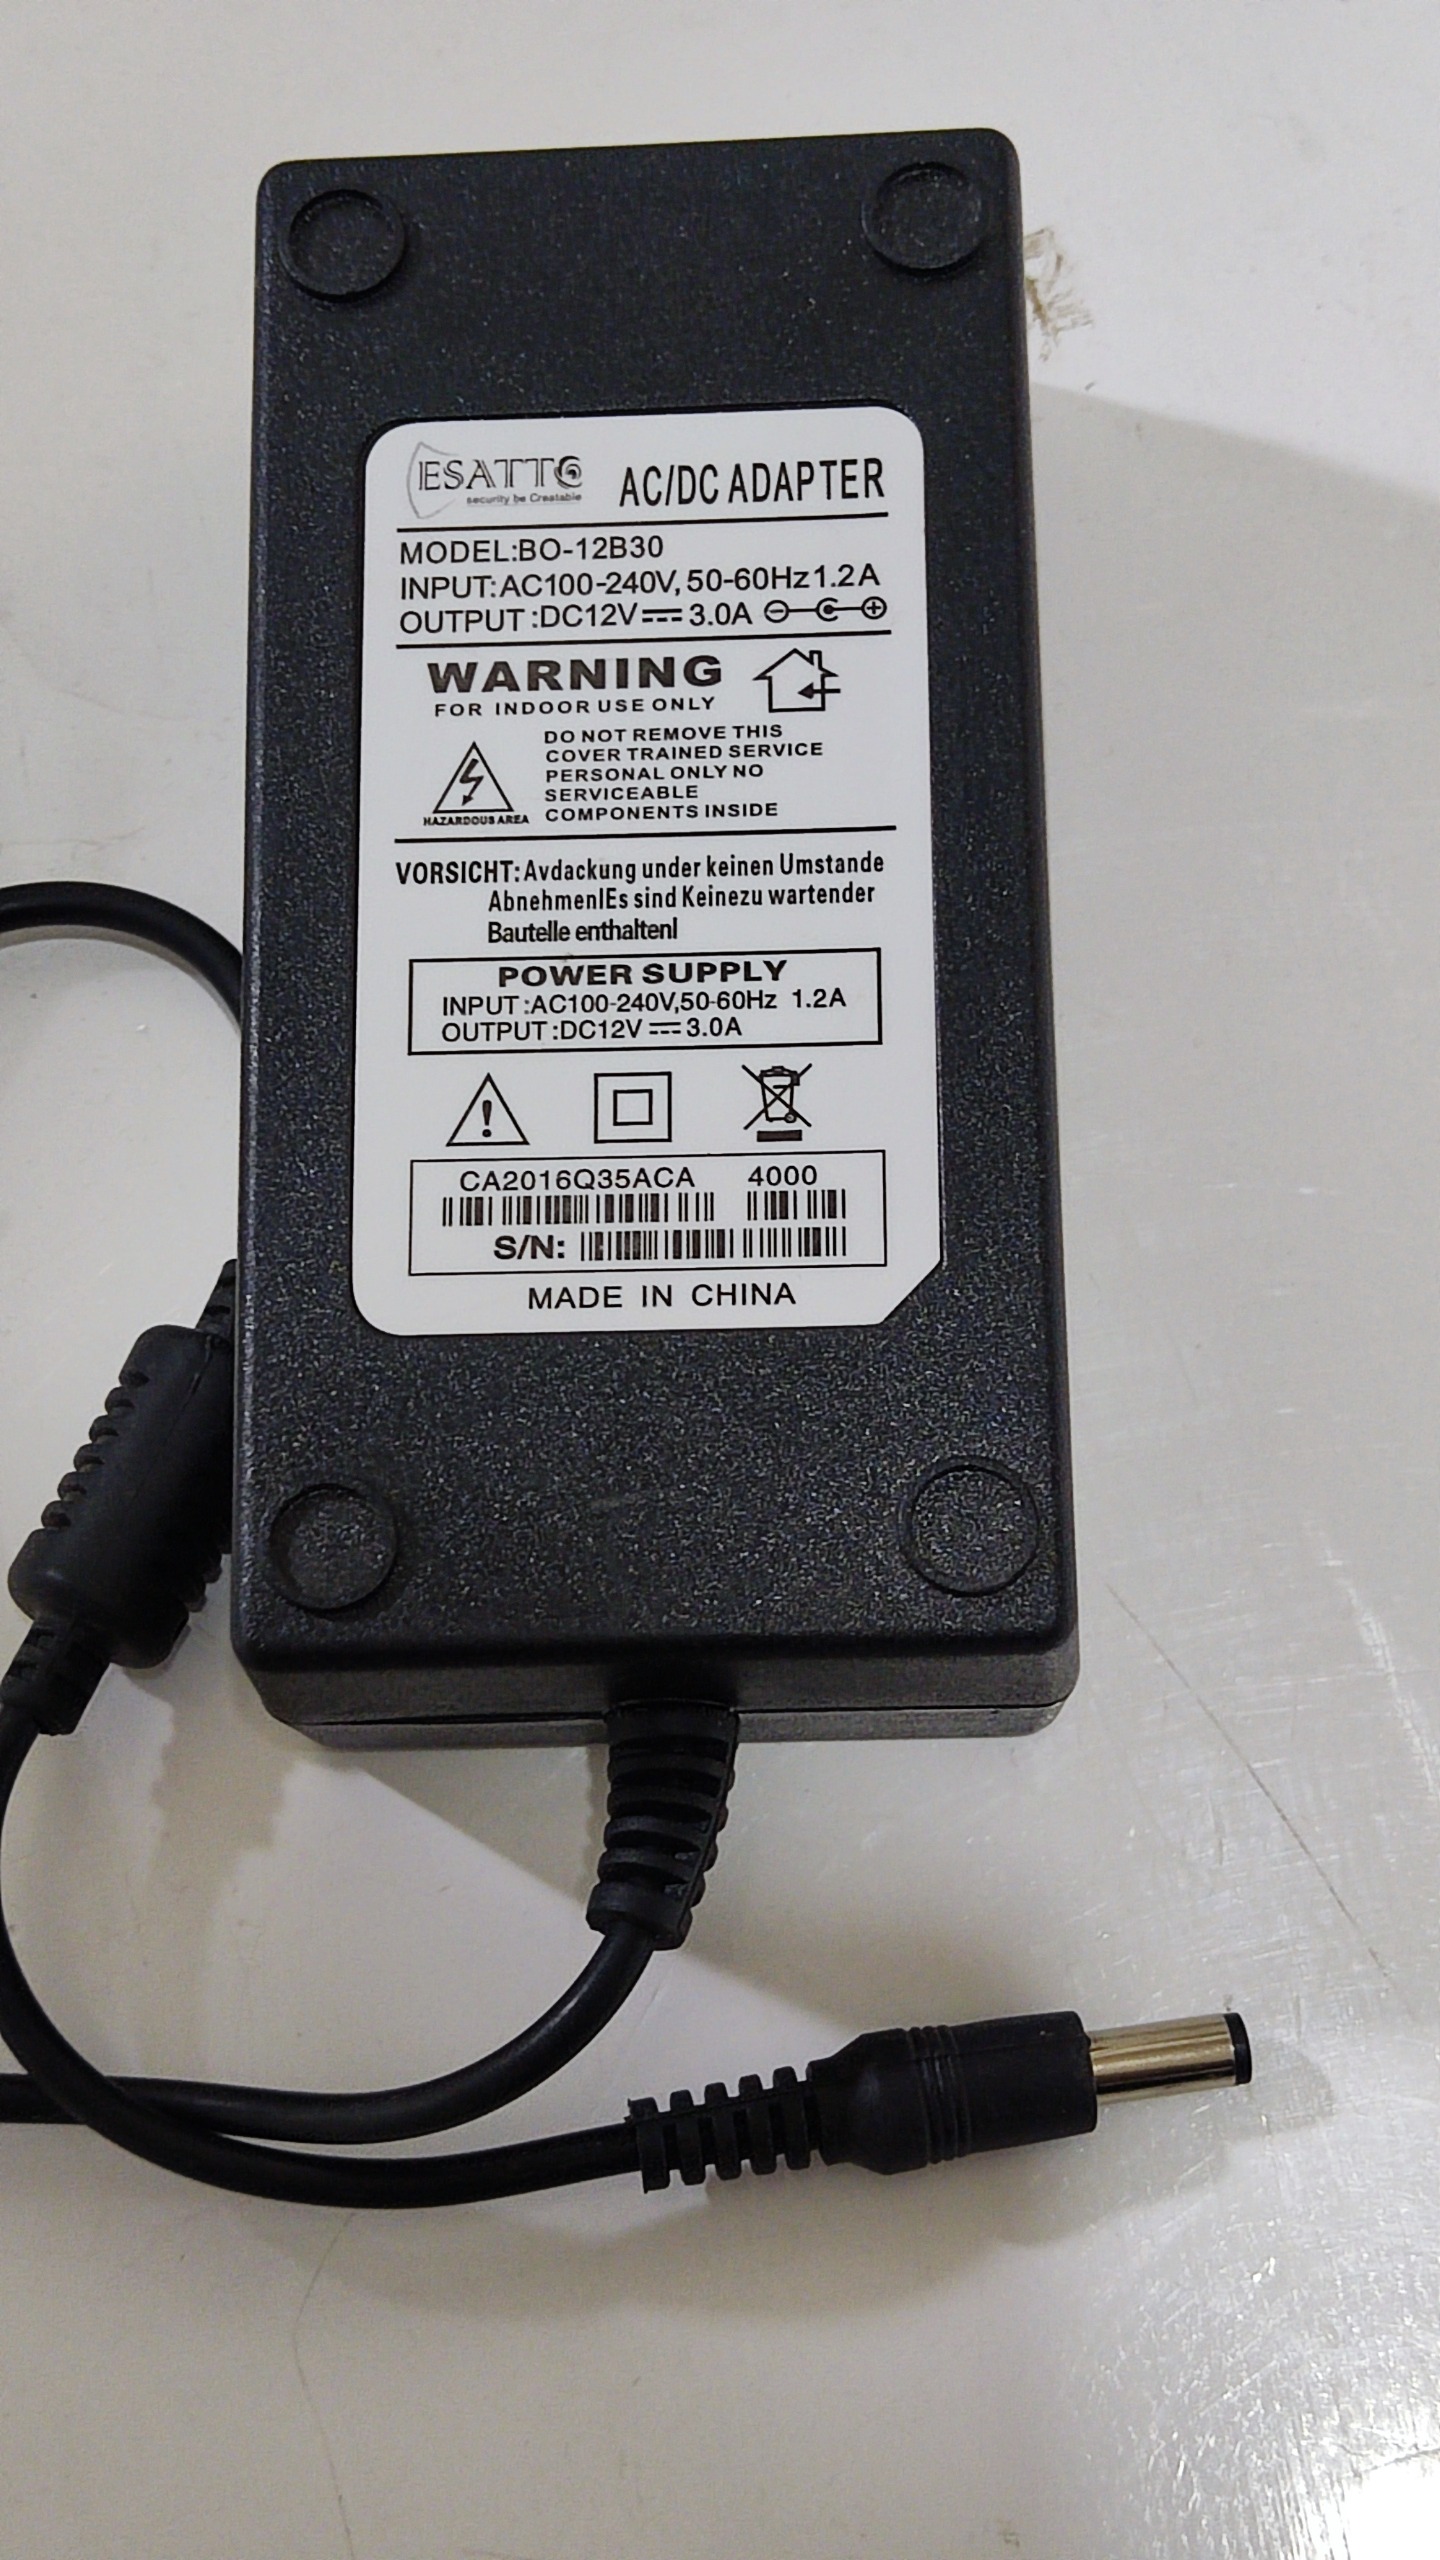 ESATTO
security be Creatable
AC/DC ADAPTER
MODEL:BO-12B30
INPUT:AC100-240V, 50-60Hz 1.2A
OUTPUT:DC12V⎓3.0A
WARNING
FOR INDOOR USE ONLY
DO NOT REMOVE THIS
COVER TRAINED SERVICE
PERSONAL ONLY NO
SERVICEABLE
COMPONENTS INSIDE
HAZARDOUS AREA
VORSICHT: Avdackung under keinen Umstande
AbnehmenlEs sind Keinezu wartender
Bautelle enthaltenl
POWER SUPPLY
INPUT:AC100-240V,50-60Hz 1.2A
OUTPUT:DC12V⎓3.0A
CA2016Q35ACA 4000
S/N:
MADE IN CHINA